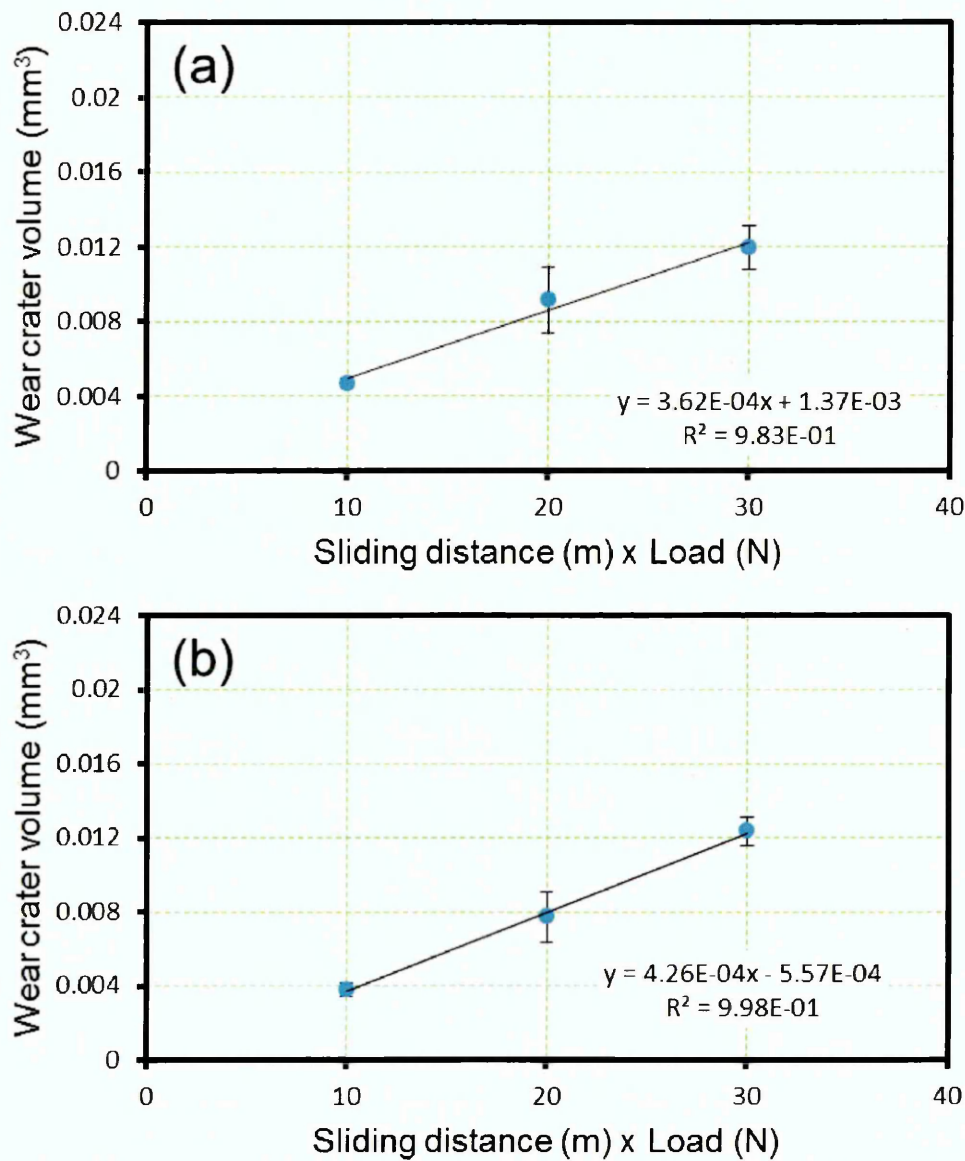 (a)
Wear crater volume (mm³)
0.024
0.02
0.016
0.012
0.008
0.004
0
y = 3.62E-04x + 1.37E-03
R² = 9.83E-01
0 10 20 30 40
Sliding distance (m) x Load (N)
(b)
Wear crater volume (mm³)
0.024
0.02
0.016
0.012
0.008
0.004
0
y = 4.26E-04x - 5.57E-04
R² = 9.98E-01
0 10 20 30 40
Sliding distance (m) x Load (N)